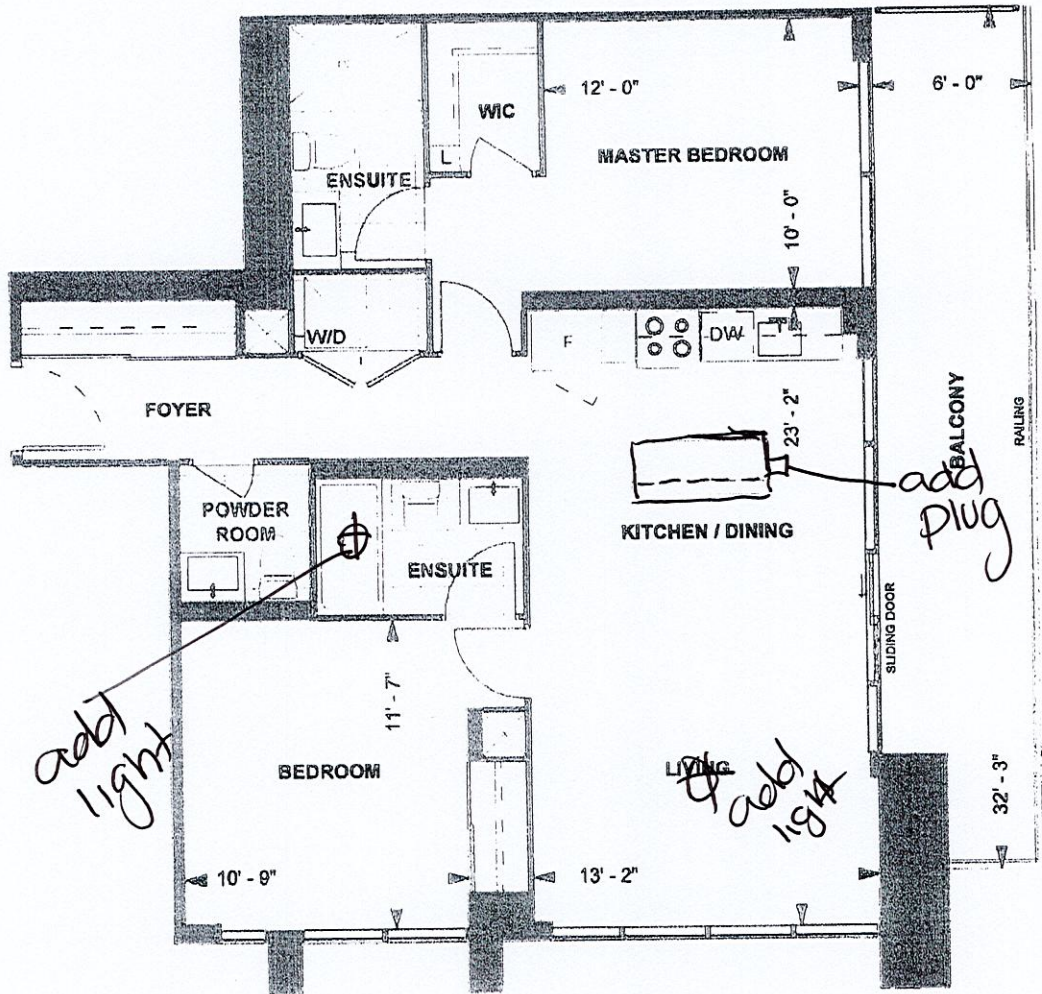 12' - 0"
6' - 0"
WIC
MASTER BEDROOM
L
ENSUITE
10' - 0"
W/D
F
DW
FOYER
23' - 2"
BALCONY
RAILING
add
plug
POWDER
ROOM
KITCHEN / DINING
ENSUITE
SLIDING DOOR
11' - 7"
add
light
BEDROOM
LIVING
add
light
32' - 3"
10' - 9"
13' - 2"